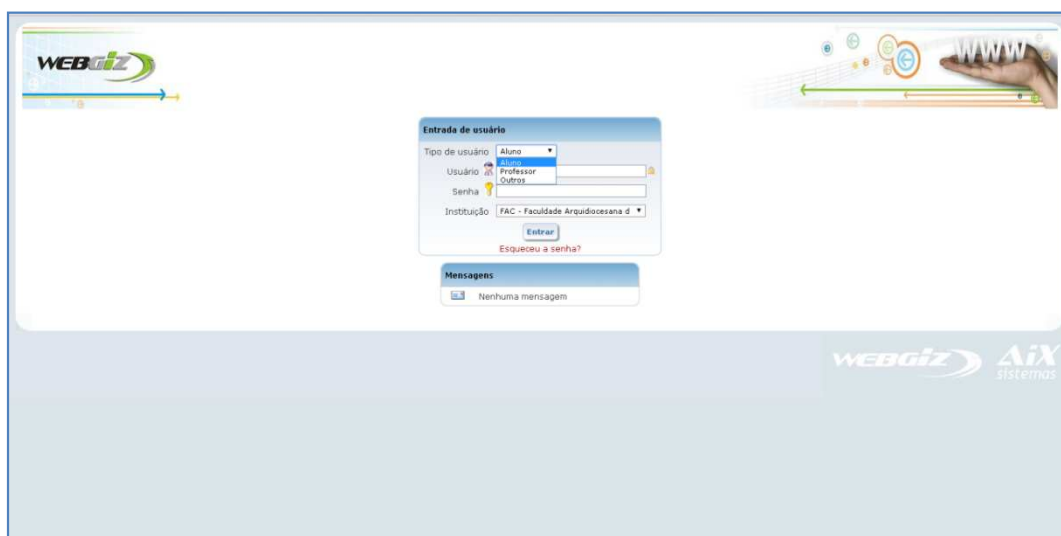 WEBGIZ
WWW
Entrada de usuário
Tipo de usuário Aluno
Aluno
Usuário Professor
Outros
Senha
Instituição FAC - Faculdade Arquidiocesana d
Entrar
Esqueceu a senha?
Mensagens
Nenhuma mensagem
WEBGIZ AiX
sistemas